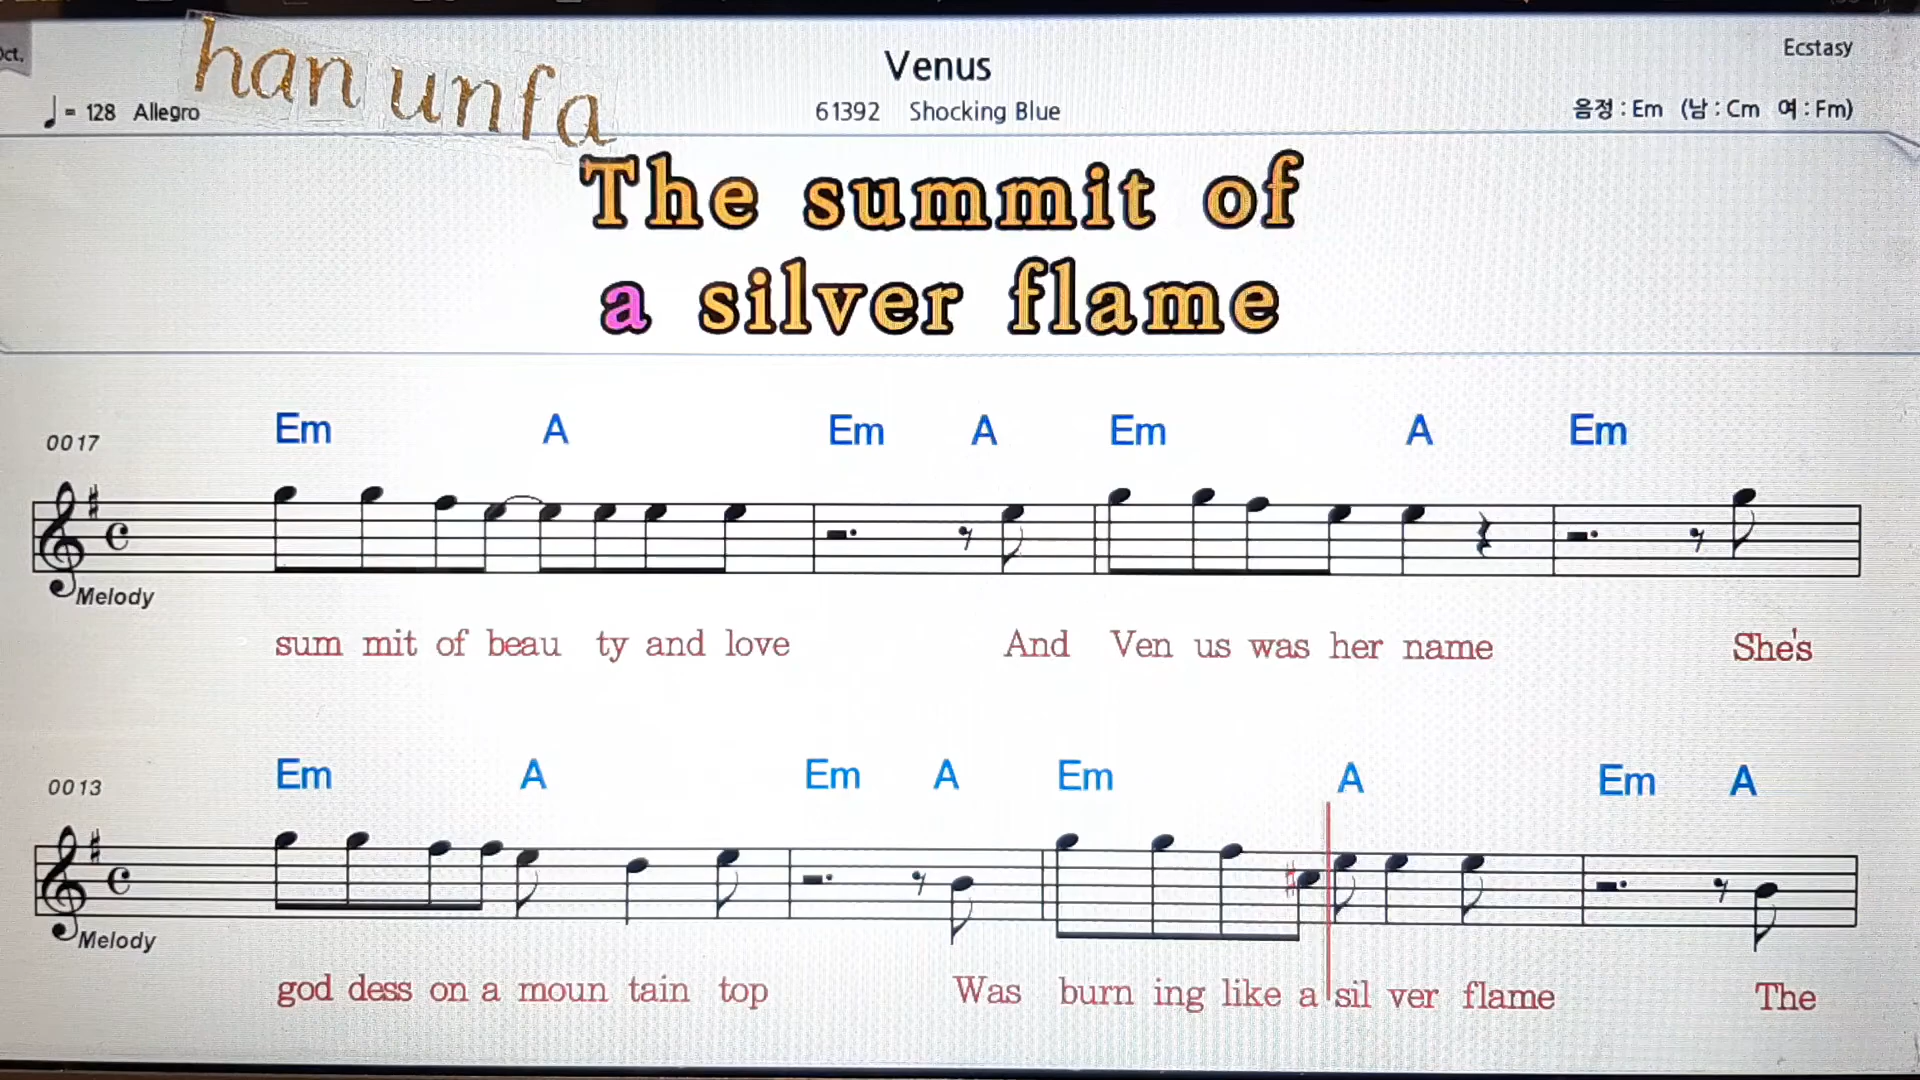 Oct.
han unfa
Venus
Ecstasy
= 128 Allegro
61392 Shocking Blue
음정 : Em (남 : Cm 여 : Fm)
The summit of
a silver flame
Em A Em A Em A Em
0017
Melody
sum mit of beau ty and love And Ven us was her name She's
Em A Em A Em A Em A
0013
Melody
god dess on a moun tain top Was burn ing like a sil ver flame The